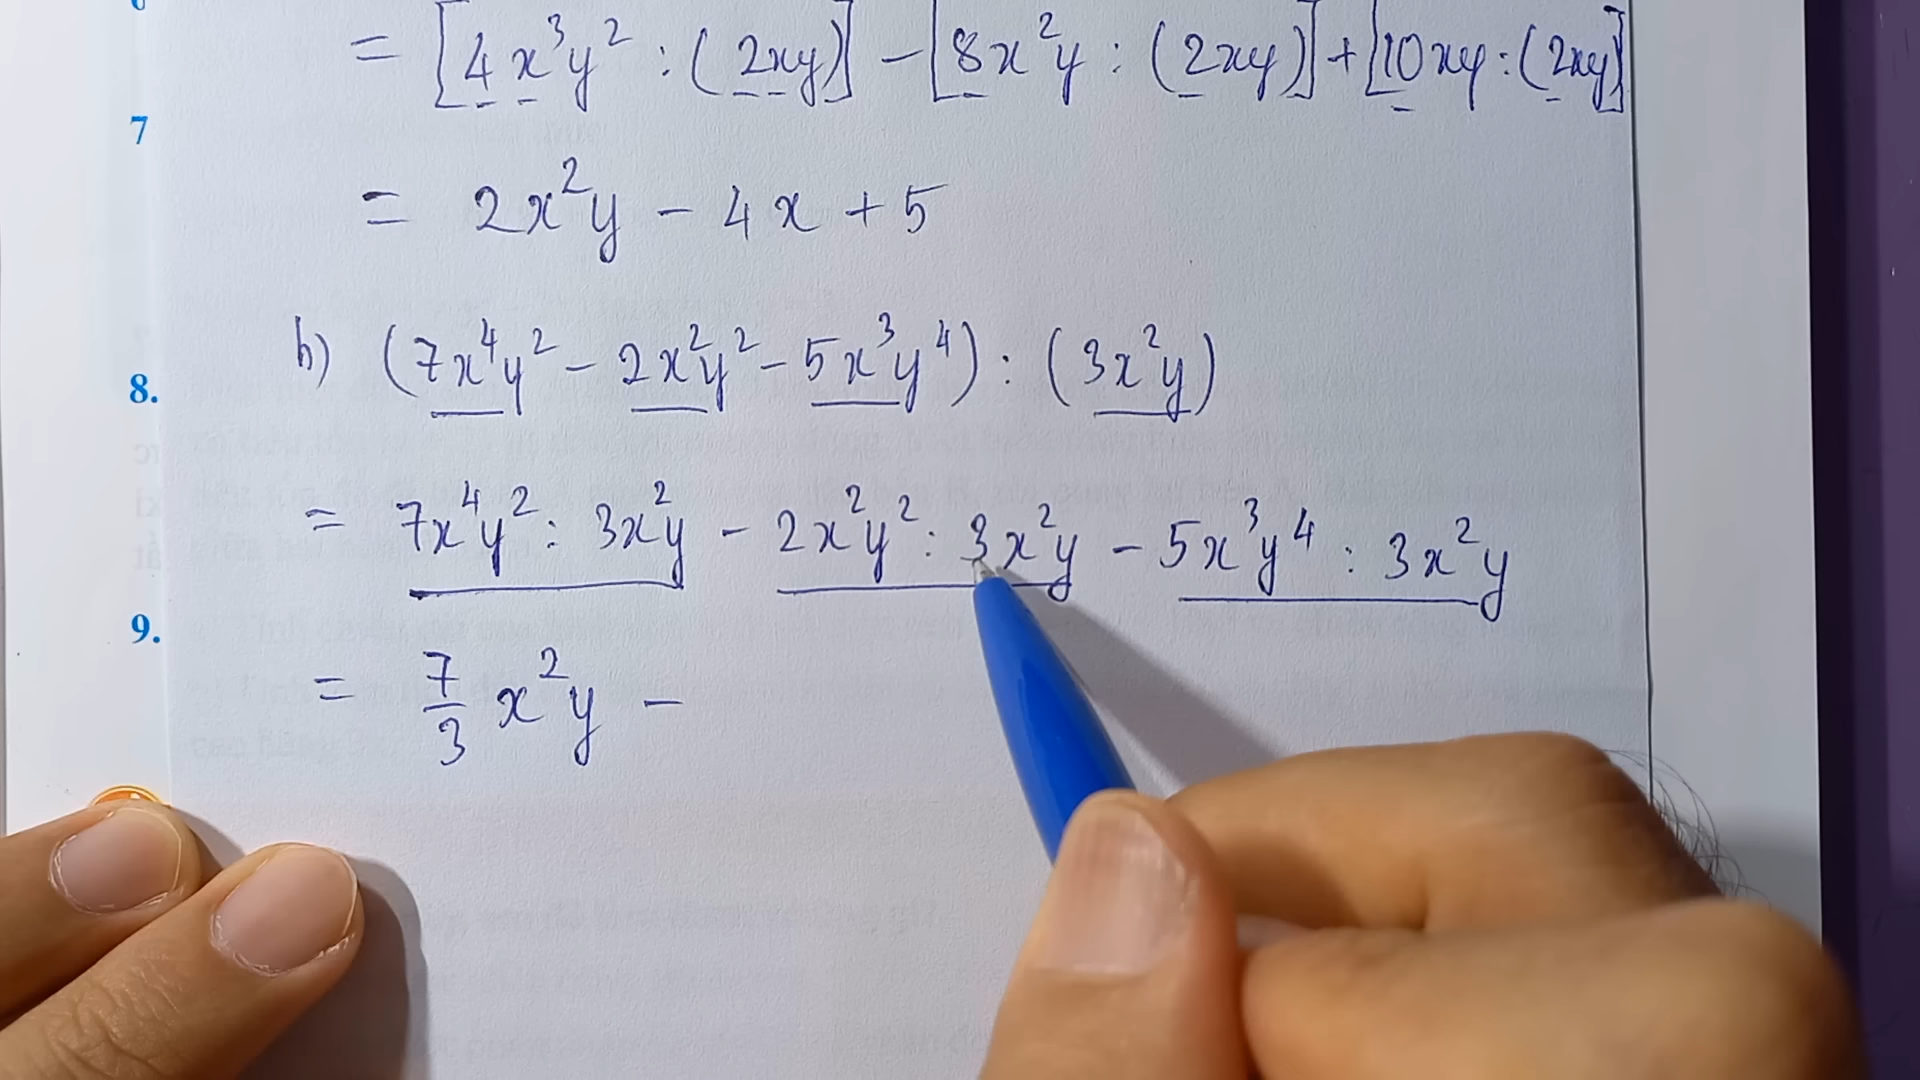 = [4x³y² : (2xy)] - [8x²y : (2xy)] + [10xy : (2xy]
7
= 2x²y - 4x + 5
b) (7x⁴y² - 2x²y² - 5x³y⁴) : (3x²y)
8.
= 7x⁴y² : 3x²y - 2x²y² : 3x²y - 5x³y⁴ : 3x²y
9.
= 7/3 x²y -